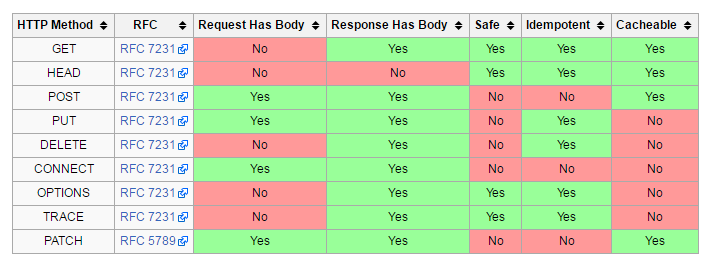 HTTP Method RFC Request Has Body Response Has Body Safe Idempotent Cacheable
GET RFC 7231 No Yes Yes Yes Yes
HEAD RFC 7231 No No Yes Yes Yes
POST RFC 7231 Yes Yes No No Yes
PUT RFC 7231 Yes Yes No Yes No
DELETE RFC 7231 No Yes No Yes No
CONNECT RFC 7231 Yes Yes No No No
OPTIONS RFC 7231 No Yes Yes Yes No
TRACE RFC 7231 No Yes Yes Yes No
PATCH RFC 5789 Yes Yes No No Yes